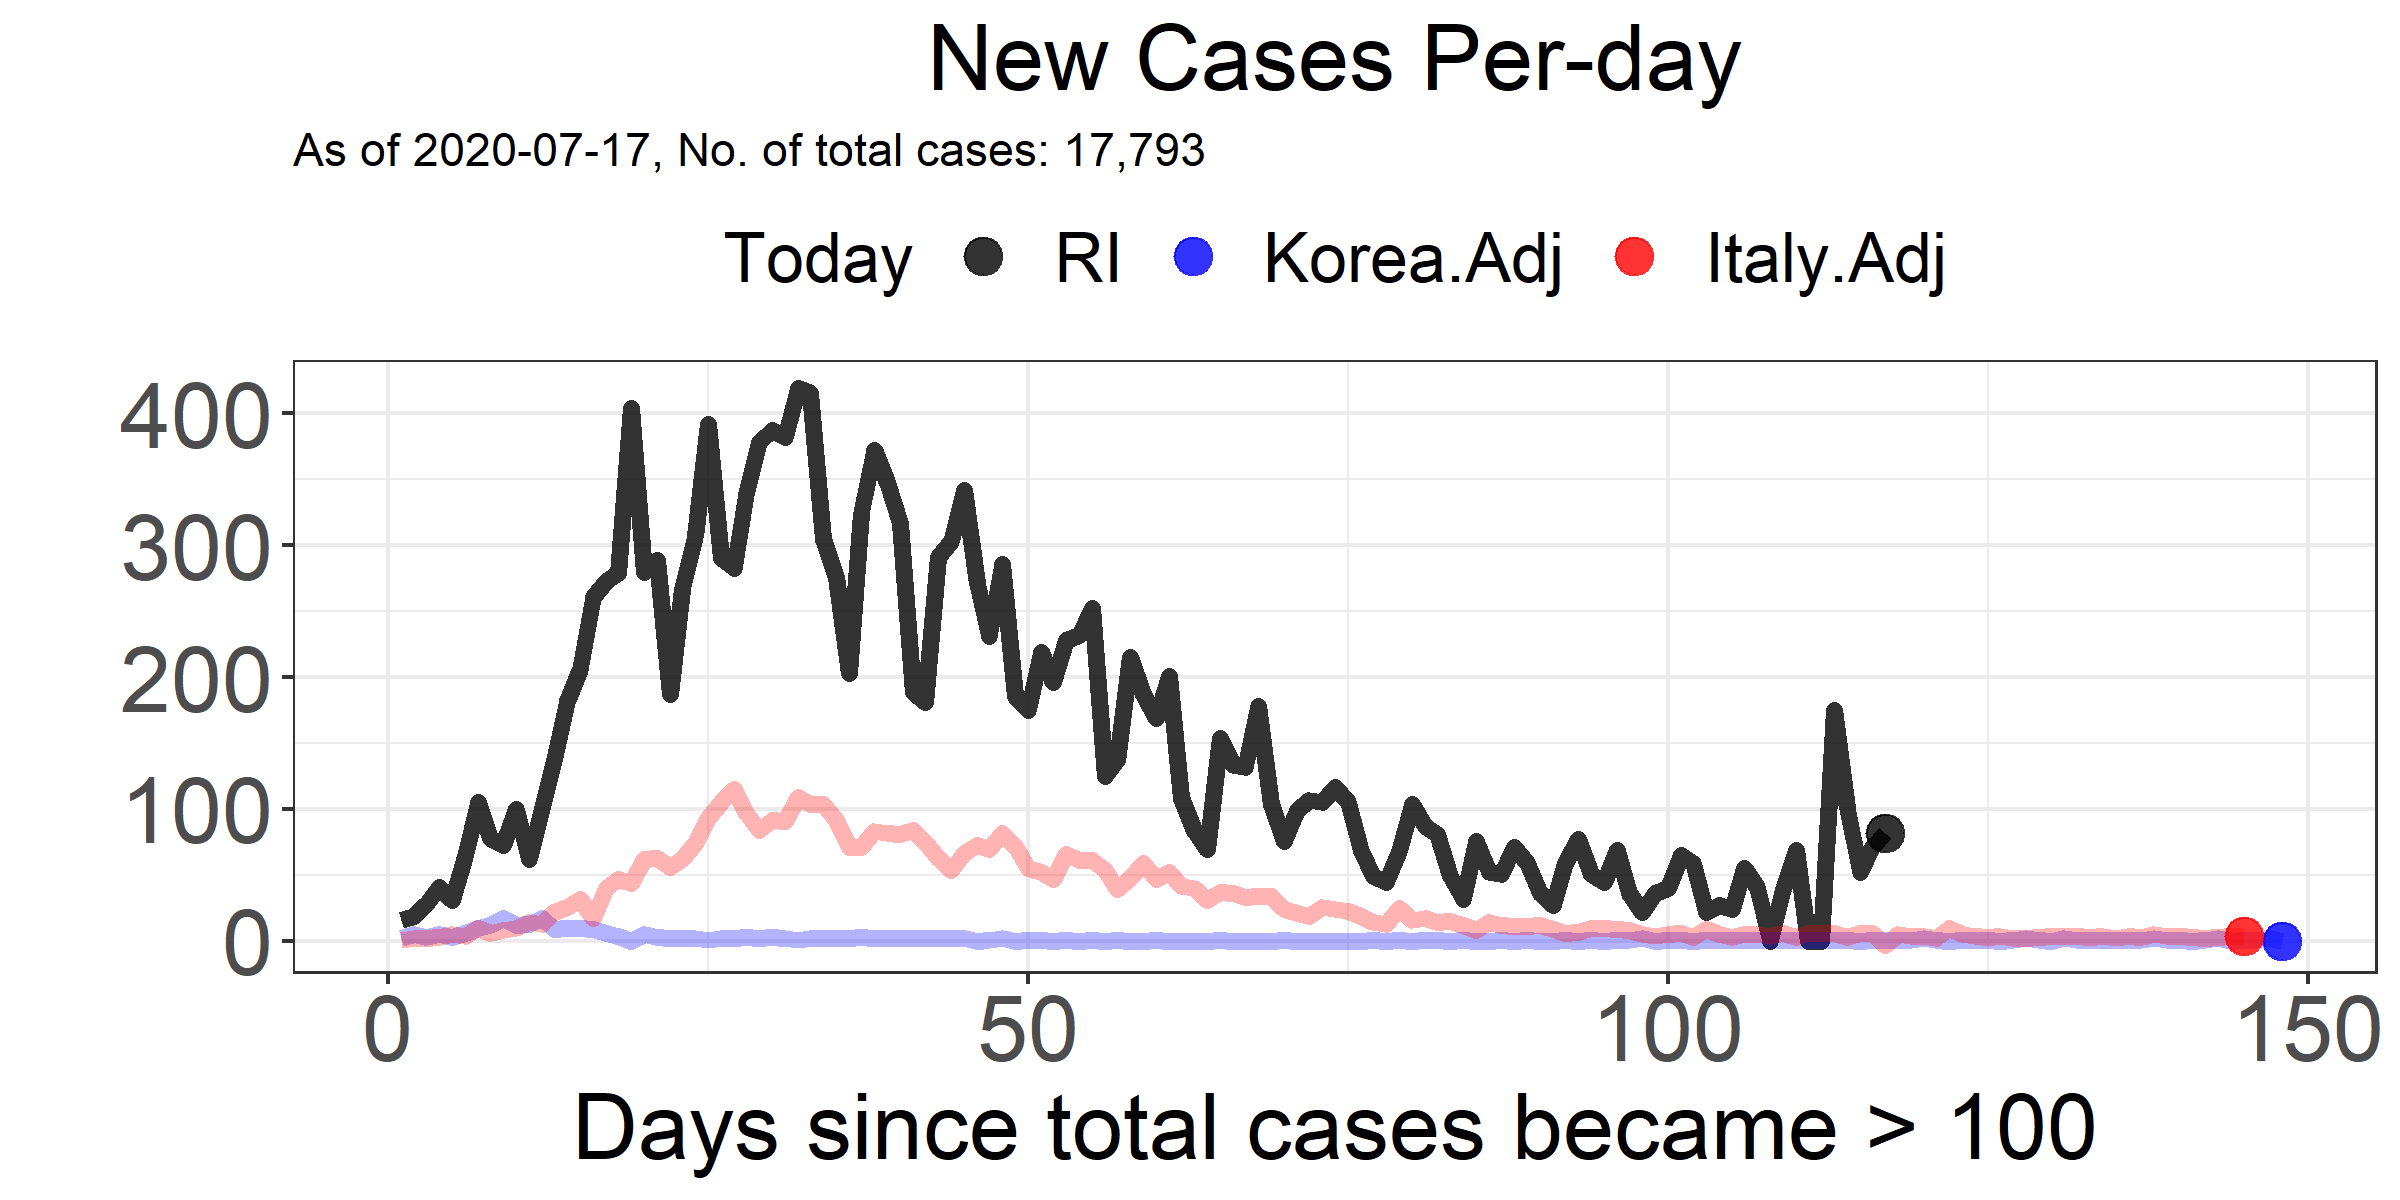 New Cases Per-day
As of 2020-07-17, No. of total cases: 17,793
Today RI Korea.Adj Italy.Adj
400
300
200
100
0
0 50 100 150
Days since total cases became > 100